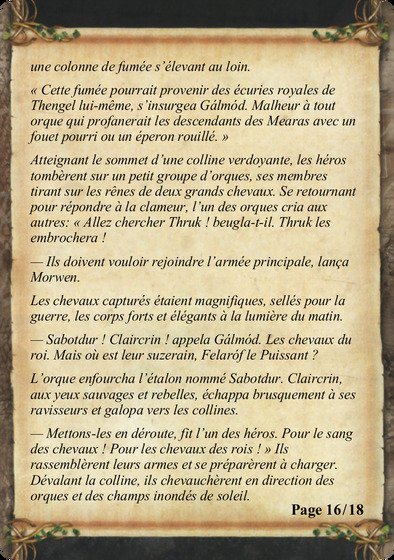 une colonne de fumée s’élevant au loin.
« Cette fumée pourrait provenir des écuries royales de
Thengel lui-même, s’insurgea Gálmód. Malheur à tout
orque qui profanerait les descendants des Mearas avec un
fouet pourri ou un éperon rouillé. »
Atteignant le sommet d’une colline verdoyante, les héros
tombèrent sur un petit groupe d’orques, ses membres
tirant sur les rênes de deux grands chevaux. Se retournant
pour répondre à la clameur, l’un des orques cria aux
autres: « Allez chercher Thruk ! beugla-t-il. Thruk les
embrochera !
— Ils doivent vouloir rejoindre l’armée principale, lança
Morwen.
Les chevaux capturés étaient magnifiques, sellés pour la
guerre, les corps forts et élégants à la lumière du matin.
— Sabotdur ! Claircrin ! appela Gálmód. Les chevaux du
roi. Mais où est leur suzerain, Felaróf le Puissant ?
L’orque enfourcha l’étalon nommé Sabotdur. Claircrin,
aux yeux sauvages et rebelles, échappa brusquement à ses
ravisseurs et galopa vers les collines.
— Mettons-les en déroute, fit l’un des héros. Pour le sang
des chevaux ! Pour les chevaux des rois ! » Ils
rassemblèrent leurs armes et se préparèrent à charger.
Dévalant la colline, ils chevauchèrent en direction des
orques et des champs inondés de soleil.
Page 16/18